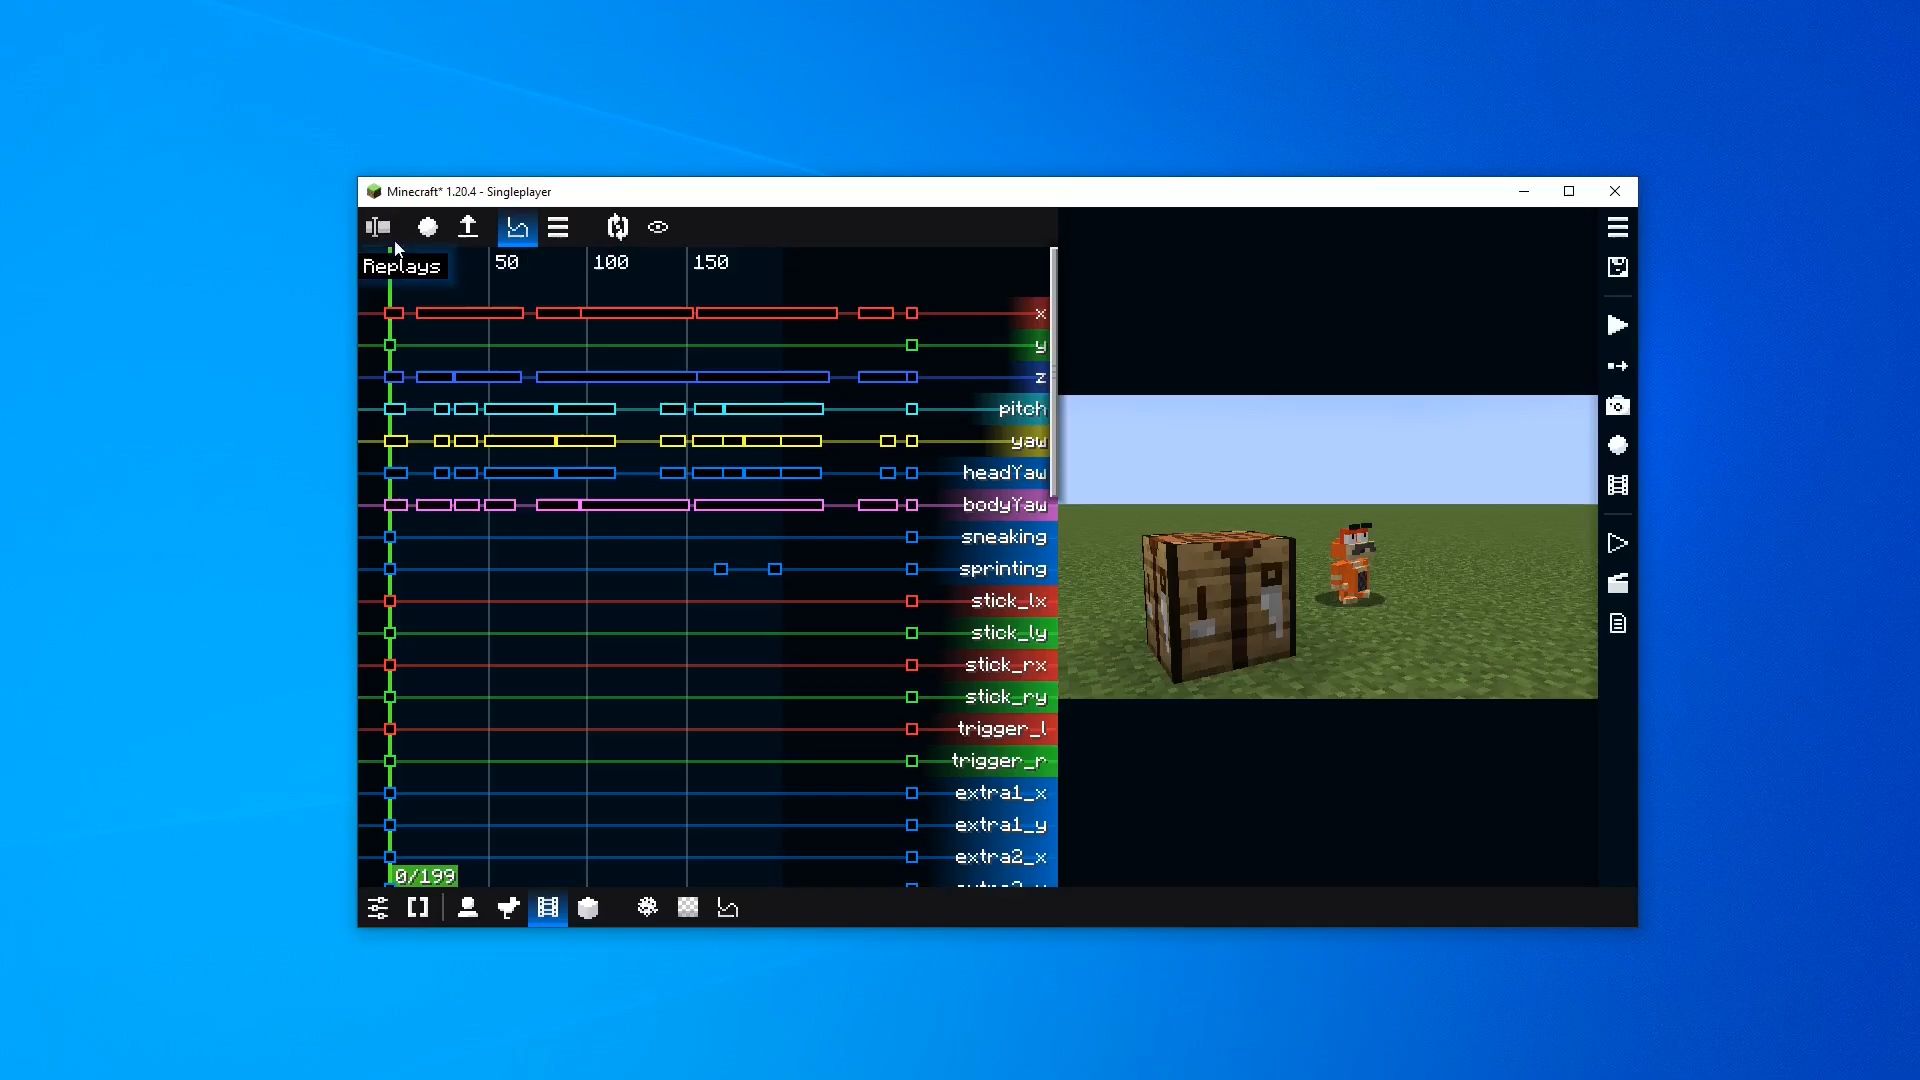 Minecraft* 1.20.4 - Singleplayer
Replays
50
100
150
x
y
z
pitch
yaw
headYaw
bodyYaw
sneaking
sprinting
stick_lx
stick_ly
stick_rx
stick_ry
trigger_l
trigger_r
extra1_x
extra1_y
extra2_x
0/199